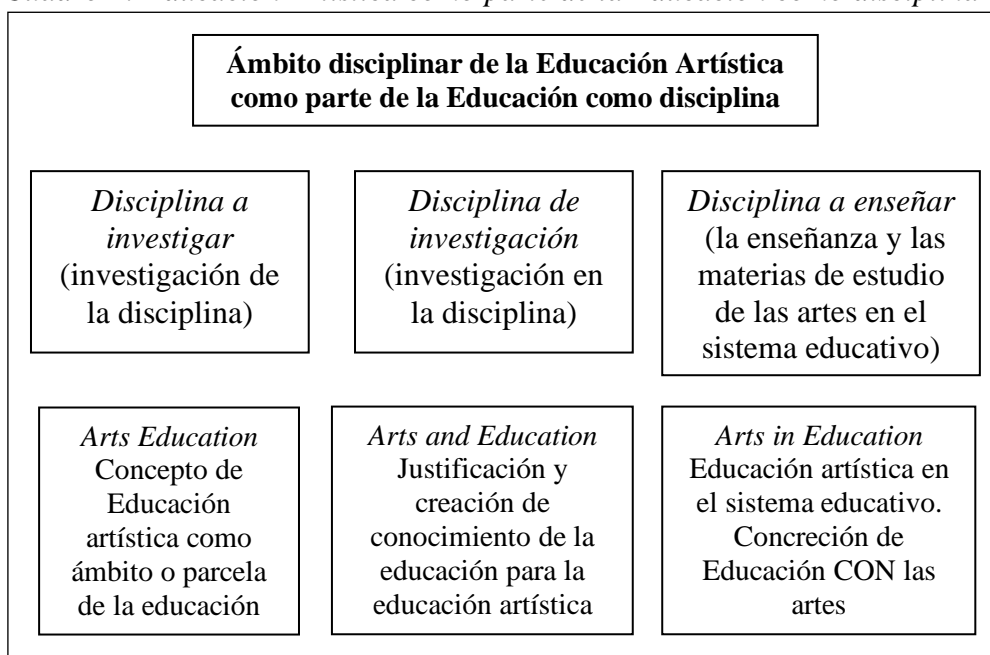 Ámbito disciplinar de la Educación Artística
como parte de la Educación como disciplina
Disciplina a
investigar
(investigación de
la disciplina)
Disciplina de
investigación
(investigación en
la disciplina)
Disciplina a enseñar
(la enseñanza y las
materias de estudio
de las artes en el
sistema educativo)
Arts Education
Concepto de
Educación
artística como
ámbito o parcela
de la educación
Arts and Education
Justificación y
creación de
conocimiento de la
educación para la
educación artística
Arts in Education
Educación artística en
el sistema educativo.
Concreción de
Educación CON las
artes